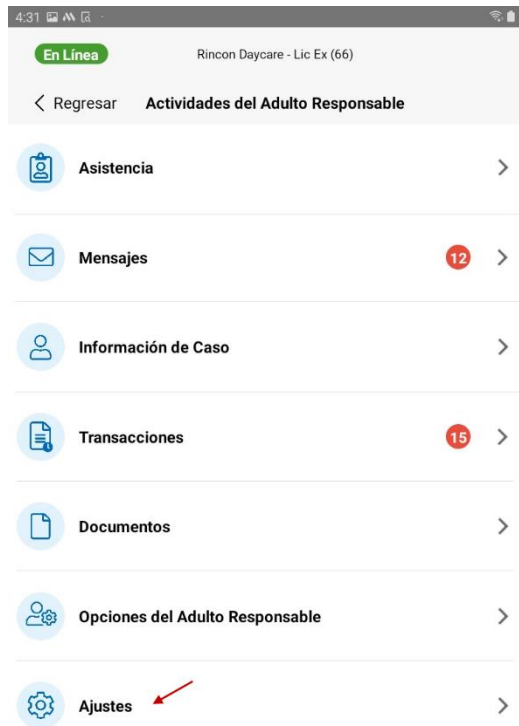 4:31
En Línea
Rincon Daycare - Lic Ex (66)
Regresar Actividades del Adulto Responsable
Asistencia
Mensajes 12
Información de Caso
Transacciones 15
Documentos
Opciones del Adulto Responsable
Ajustes